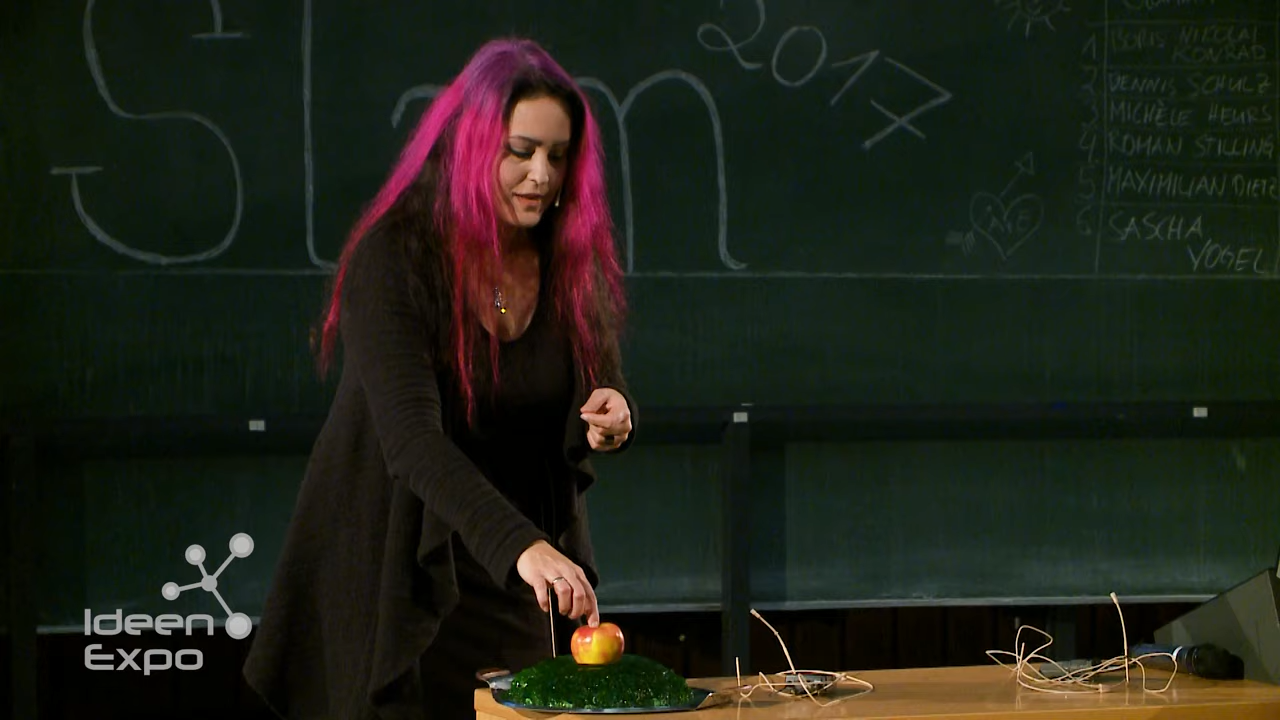 Slam
2017
1 BORIS NIKOLAI
KONRAD
2 DENNIS SCHULZ
3 MICHÈLE HEURS
4 ROMAN STILLING
5 MAXIMILIAN DIETZ
6 SASCHA
VOGEL
Ideen
Expo